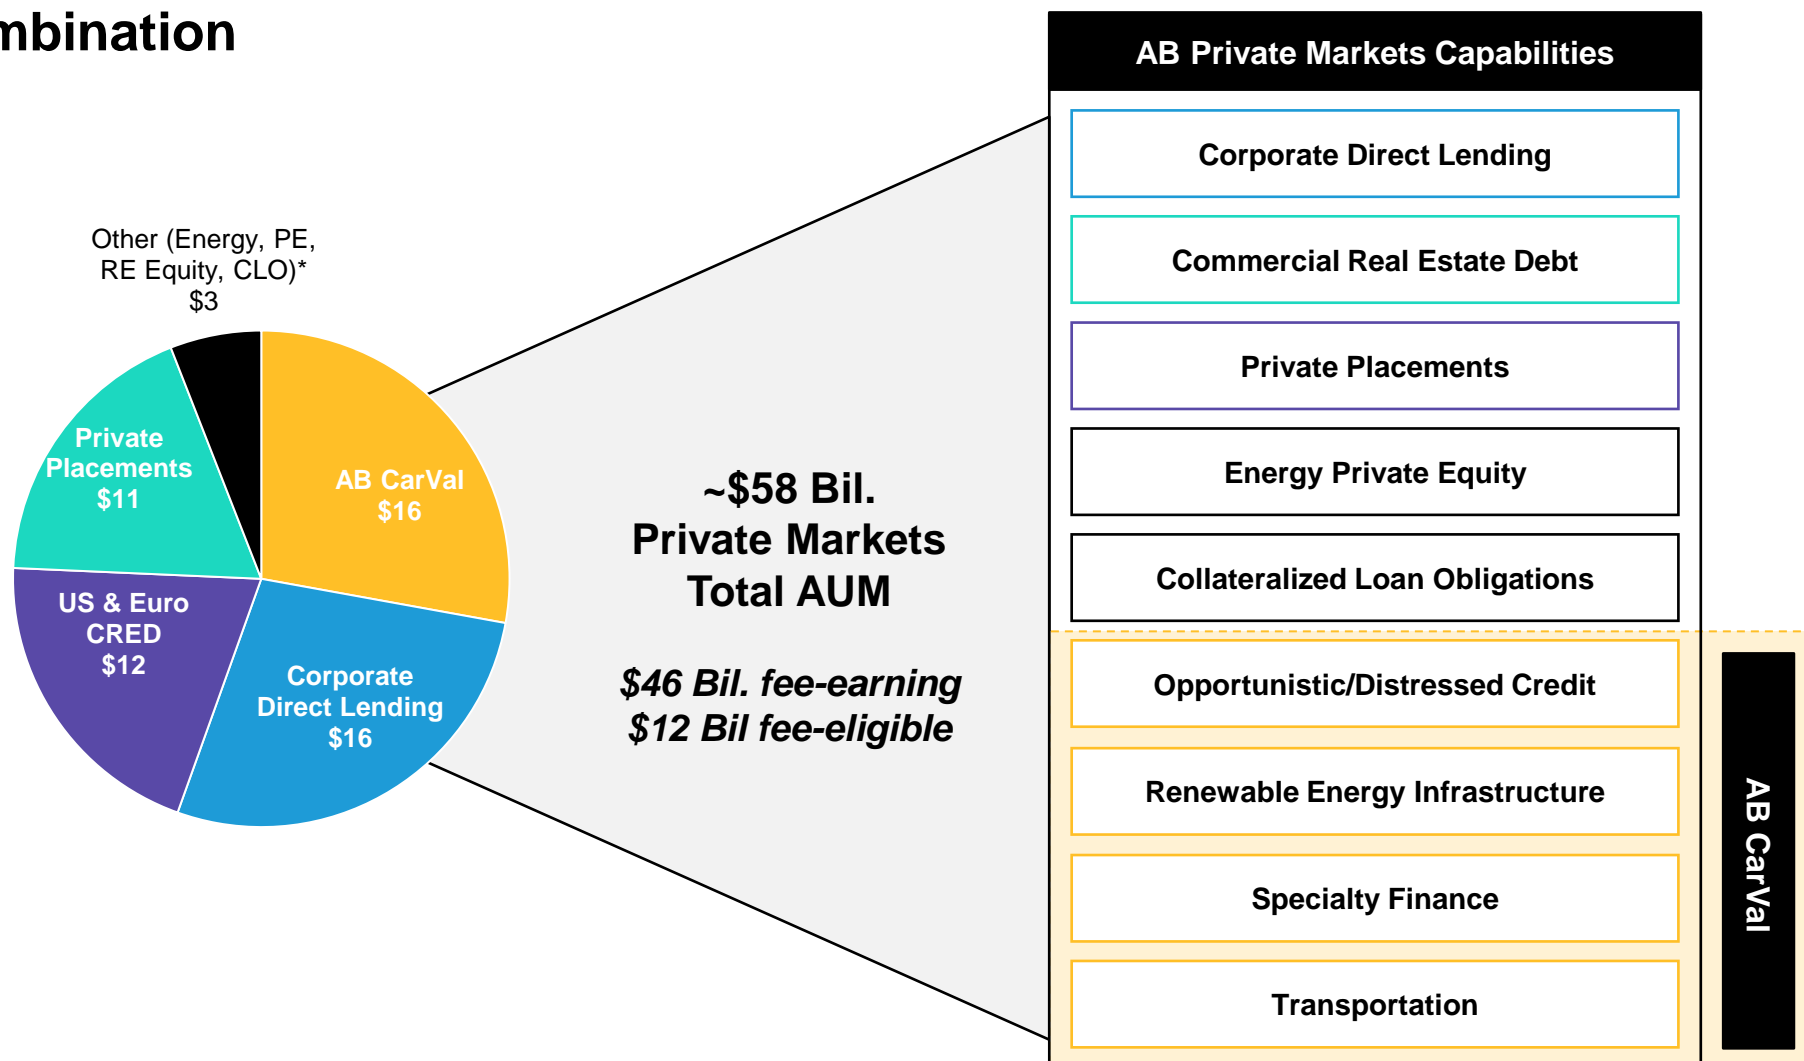 mbination
Other (Energy, PE,
RE Equity, CLO)*
$3
Private
Placements
$11
AB CarVal
$16
US & Euro
CRED
$12
Corporate
Direct Lending
$16
~$58 Bil.
Private Markets
Total AUM
$46 Bil. fee-earning
$12 Bil fee-eligible
AB Private Markets Capabilities
Corporate Direct Lending
Commercial Real Estate Debt
Private Placements
Energy Private Equity
Collateralized Loan Obligations
Opportunistic/Distressed Credit
Renewable Energy Infrastructure
Specialty Finance
Transportation
AB CarVal